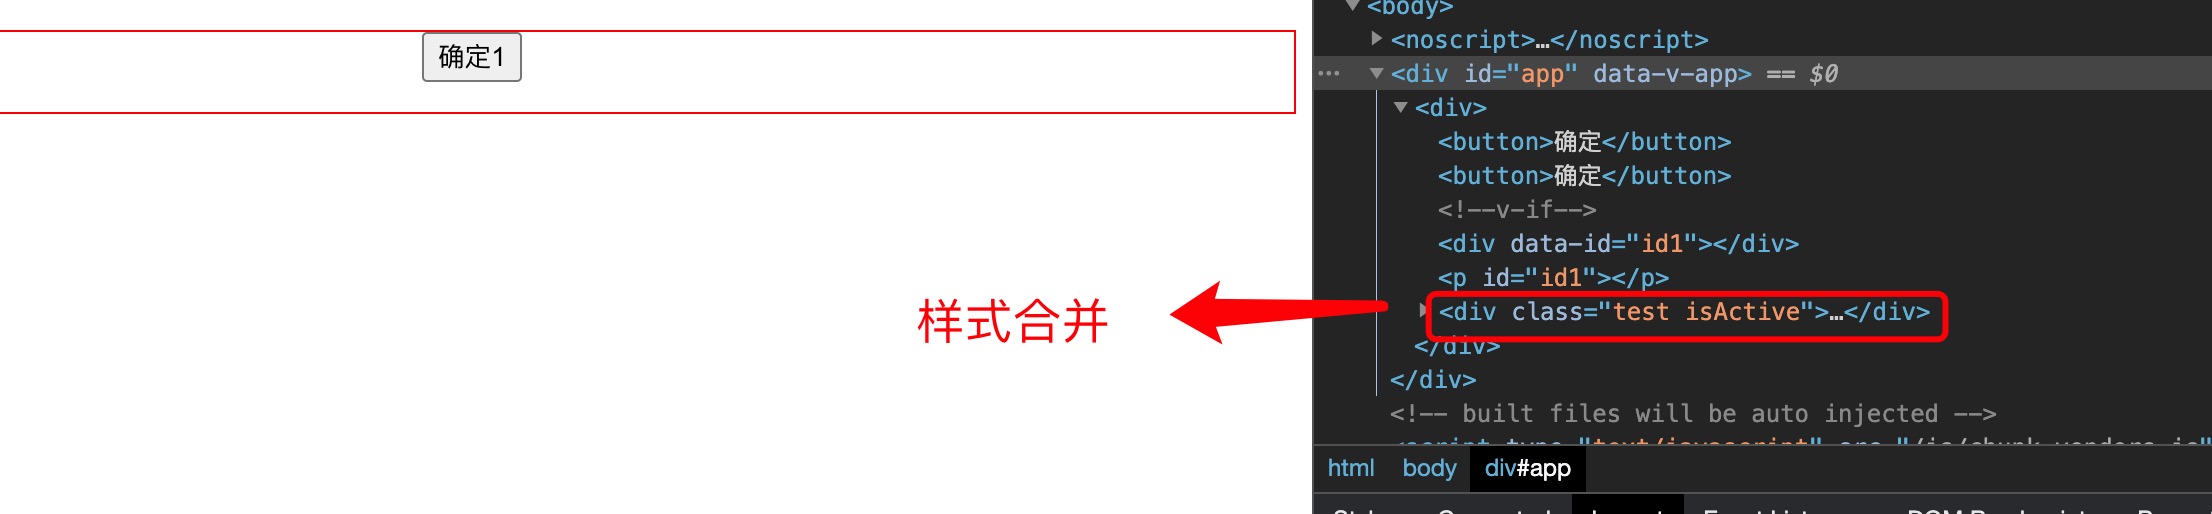 确定1
样式合并
<body>
<noscript>…</noscript>
<div id="app" data-v-app> == $0
<div>
<button>确定</button>
<button>确定</button>
<!--v-if-->
<div data-id="id1"></div>
<p id="id1"></p>
<div class="test isActive">…</div>
</div>
</div>
<!-- built files will be auto injected -->
html body div#app